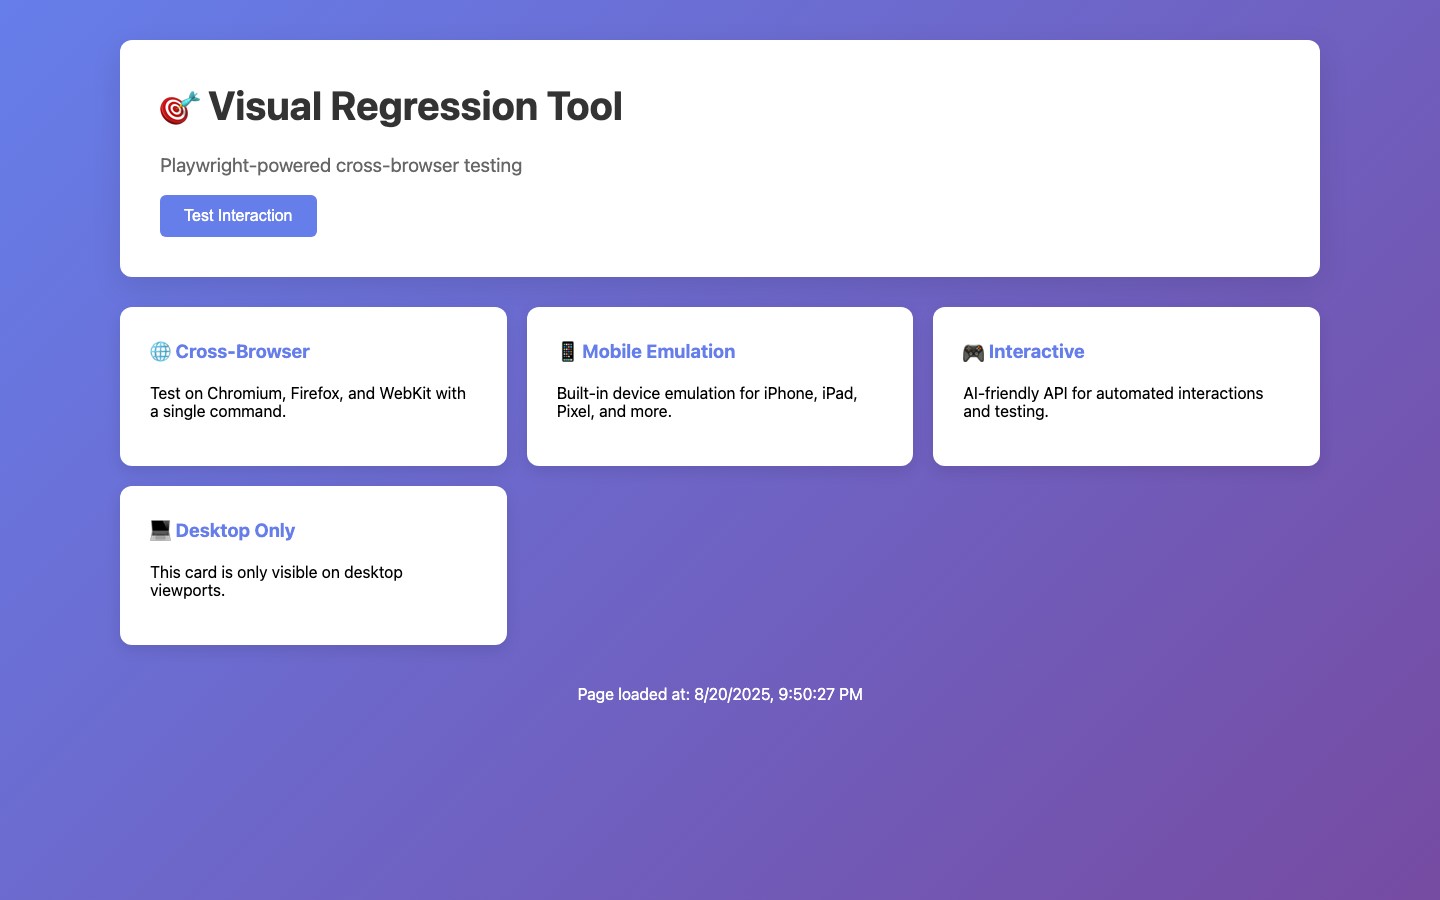 Visual Regression Tool
Playwright-powered cross-browser testing
Test Interaction
Cross-Browser
Test on Chromium, Firefox, and WebKit with
a single command.
Mobile Emulation
Built-in device emulation for iPhone, iPad,
Pixel, and more.
Interactive
AI-friendly API for automated interactions
and testing.
Desktop Only
This card is only visible on desktop
viewports.
Page loaded at: 8/20/2025, 9:50:27 PM